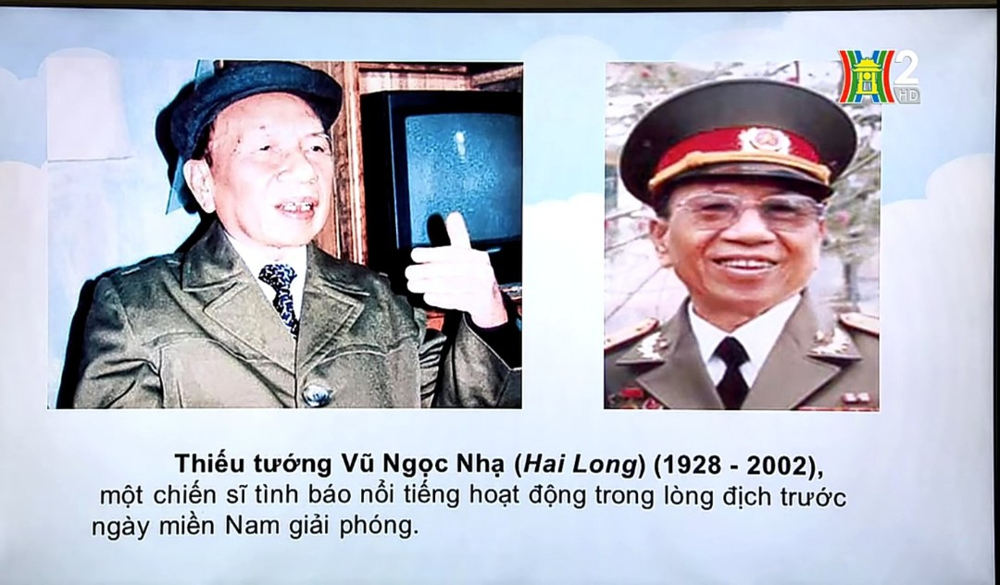 2
HD
Thiếu tướng Vũ Ngọc Nhạ (Hai Long) (1928 - 2002),
một chiến sĩ tình báo nổi tiếng hoạt động trong lòng địch trước
ngày miền Nam giải phóng.